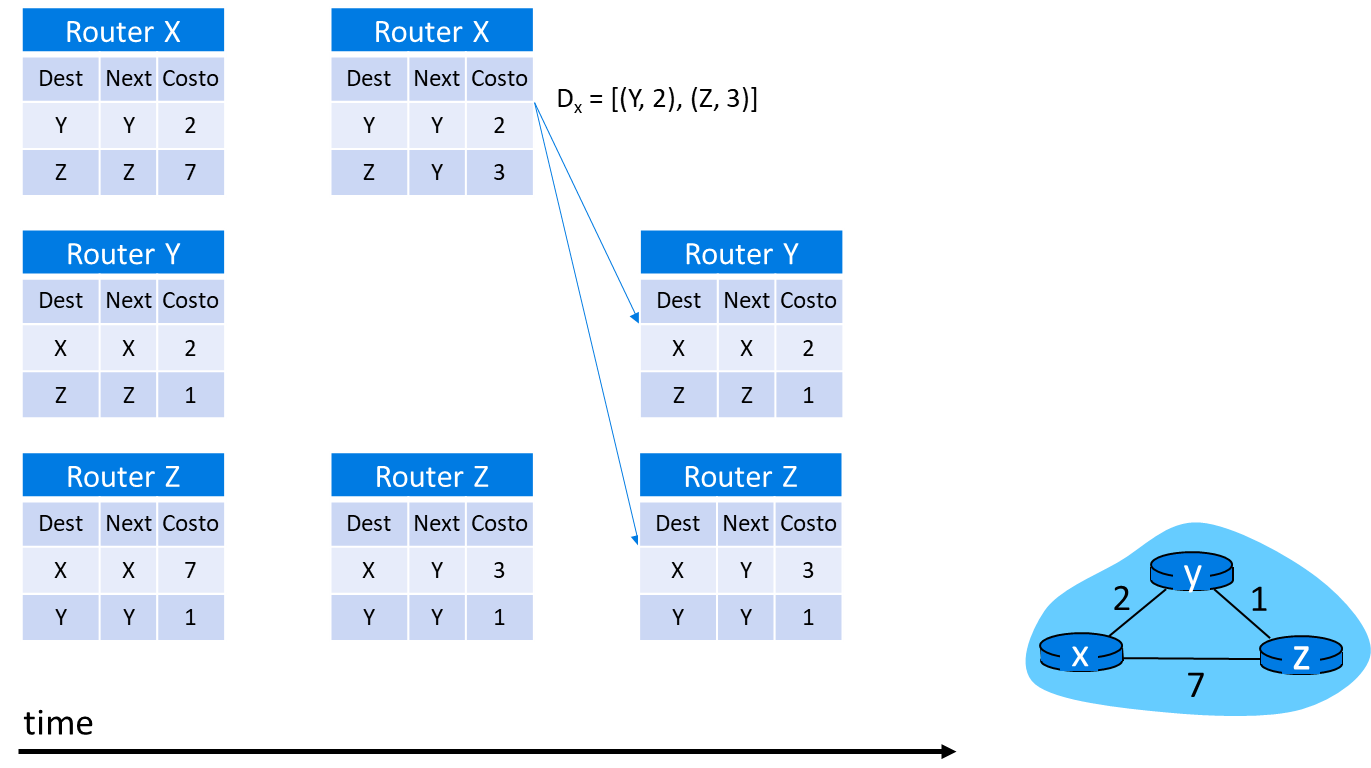 Router X
Dest Next Costo
Y Y 2
Z Z 7
Router X
Dest Next Costo
Y Y 2
Z Y 3
Dx = [(Y, 2), (Z, 3)]
Router Y
Dest Next Costo
X X 2
Z Z 1
Router Y
Dest Next Costo
X X 2
Z Z 1
Router Z
Dest Next Costo
X X 7
Y Y 1
Router Z
Dest Next Costo
X Y 3
Y Y 1
Router Z
Dest Next Costo
X Y 3
Y Y 1
y
2 1
x z
7
time